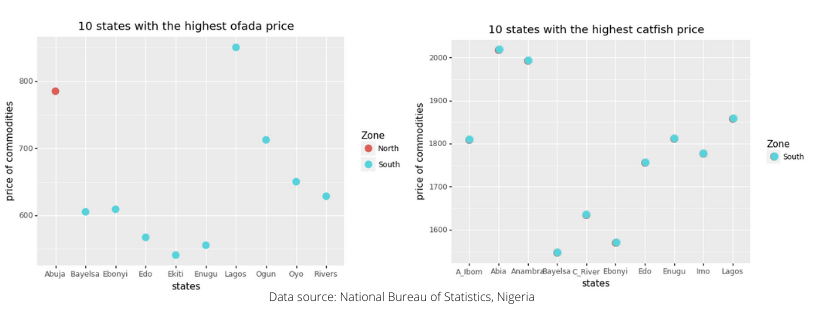 10 states with the highest ofada price
price of commodities
800
700
600
Abuja Bayelsa Ebonyi Edo Ekiti Enugu Lagos Ogun Oyo Rivers
states
Zone
North
South
10 states with the highest catfish price
price of commodities
2000
1900
1800
1700
1600
A_Ibom Abia Anambra Bayelsa C_River Ebonyi Edo Enugu Imo Lagos
states
Zone
South
Data source: National Bureau of Statistics, Nigeria